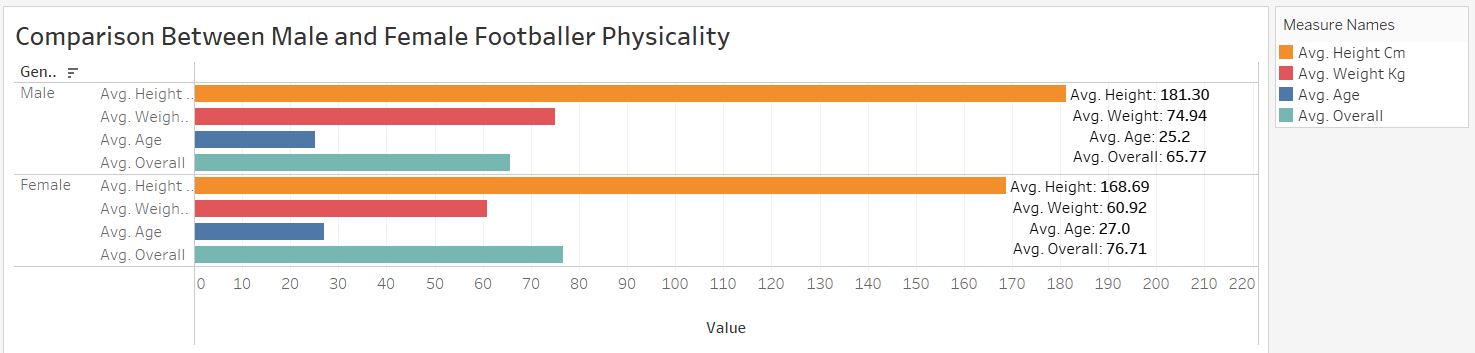 Comparison Between Male and Female Footballer Physicality
Gen..
Male
Avg. Height ..
Avg. Weigh..
Avg. Age
Avg. Overall
Avg. Height: 181.30
Avg. Weight: 74.94
Avg. Age: 25.2
Avg. Overall: 65.77
Female
Avg. Height ..
Avg. Weigh..
Avg. Age
Avg. Overall
Avg. Height: 168.69
Avg. Weight: 60.92
Avg. Age: 27.0
Avg. Overall: 76.71
0 10 20 30 40 50 60 70 80 90 100 110 120 130 140 150 160 170 180 190 200 210 220
Value
Measure Names
Avg. Height Cm
Avg. Weight Kg
Avg. Age
Avg. Overall